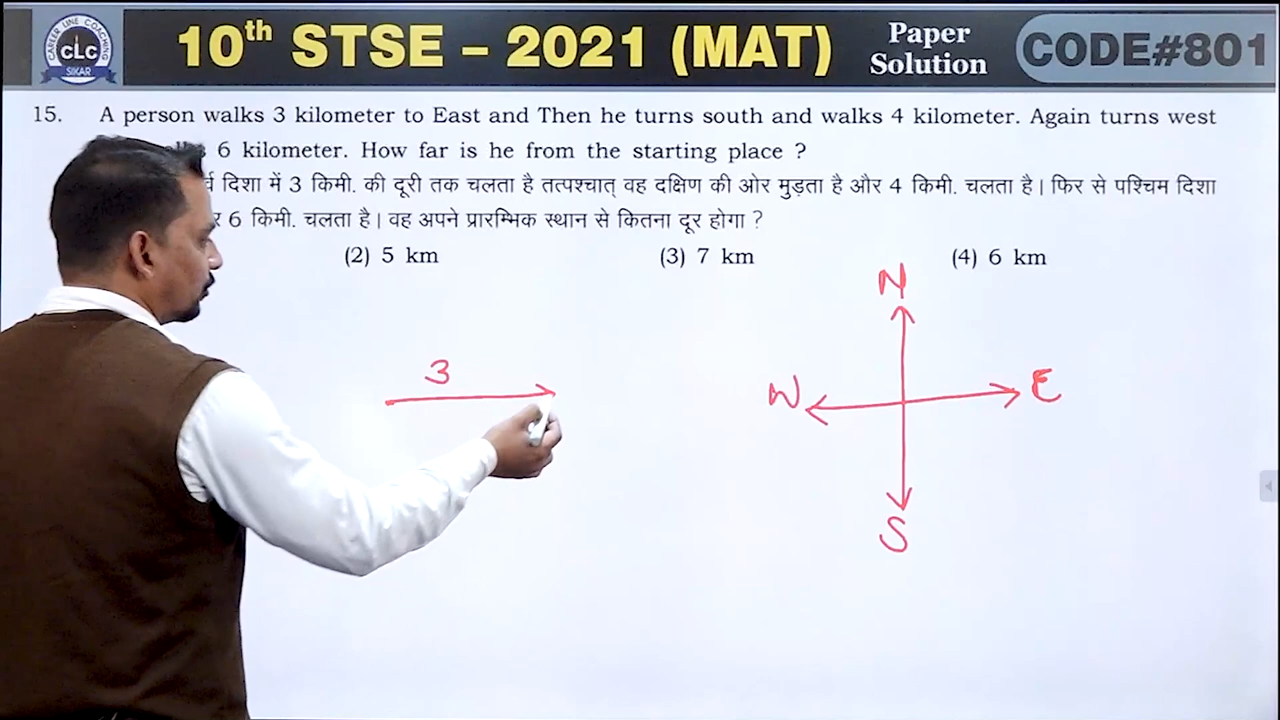 CAREER LINE COACHING
CLC
SIKAR
10th STSE – 2021 (MAT)
Paper
Solution
CODE#801
15. A person walks 3 kilometer to East and Then he turns south and walks 4 kilometer. Again turns west
6 kilometer. How far is he from the starting place ?
दिशा में 3 किमी. की दूरी तक चलता है तत्पश्चात् वह दक्षिण की ओर मुड़ता है और 4 किमी. चलता है। फिर से पश्चिम दिशा
6 किमी. चलता है। वह अपने प्रारम्भिक स्थान से कितना दूर होगा ?
(2) 5 km (3) 7 km (4) 6 km
N
3
W E
S